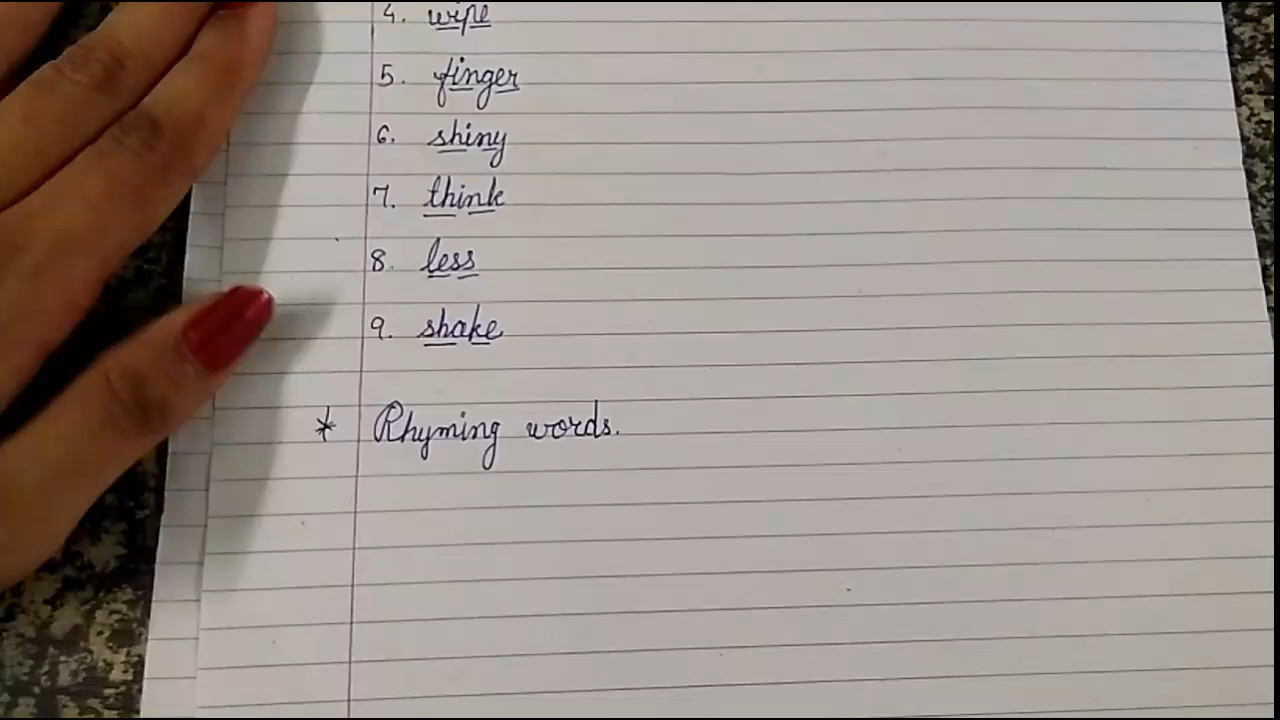 4. wipe
5. finger
6. shiny
7. think
8. less
9. shake
* Rhyming words.